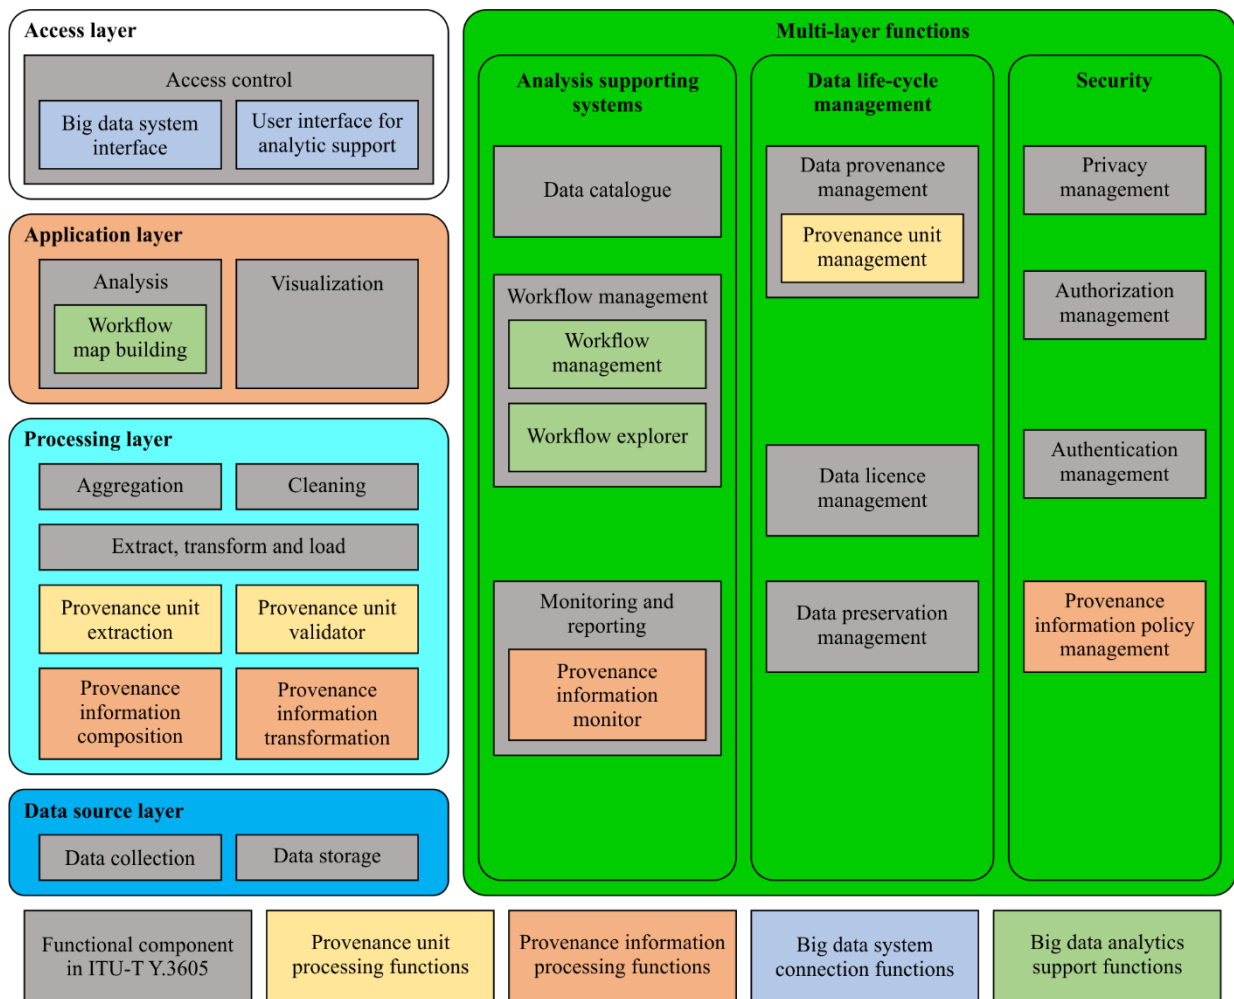 Access layer
Access control
Big data system
interface
User interface for
analytic support
Application layer
Analysis
Workflow
map building
Visualization
Processing layer
Aggregation
Cleaning
Extract, transform and load
Provenance unit
extraction
Provenance unit
validator
Provenance
information
composition
Provenance
information
transformation
Data source layer
Data collection
Data storage
Multi-layer functions
Analysis supporting
systems
Data catalogue
Workflow management
Workflow
management
Workflow explorer
Monitoring and
reporting
Provenance
information
monitor
Data life-cycle
management
Data provenance
management
Provenance unit
management
Data licence
management
Data preservation
management
Security
Privacy
management
Authorization
management
Authentication
management
Provenance
information policy
management
Functional component
in ITU-T Y.3605
Provenance unit
processing functions
Provenance information
processing functions
Big data system
connection functions
Big data analytics
support functions